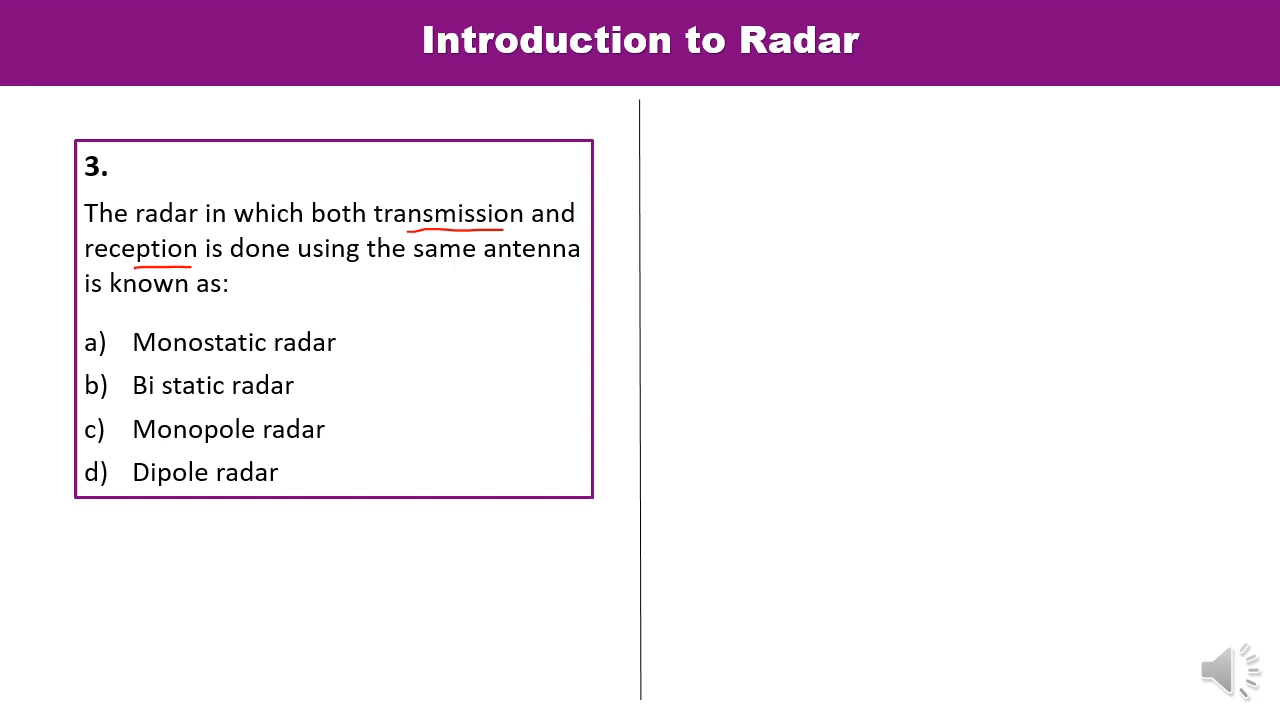 Introduction to Radar
3.
The radar in which both transmission and
reception is done using the same antenna
is known as:
a) Monostatic radar
b) Bi static radar
c) Monopole radar
d) Dipole radar